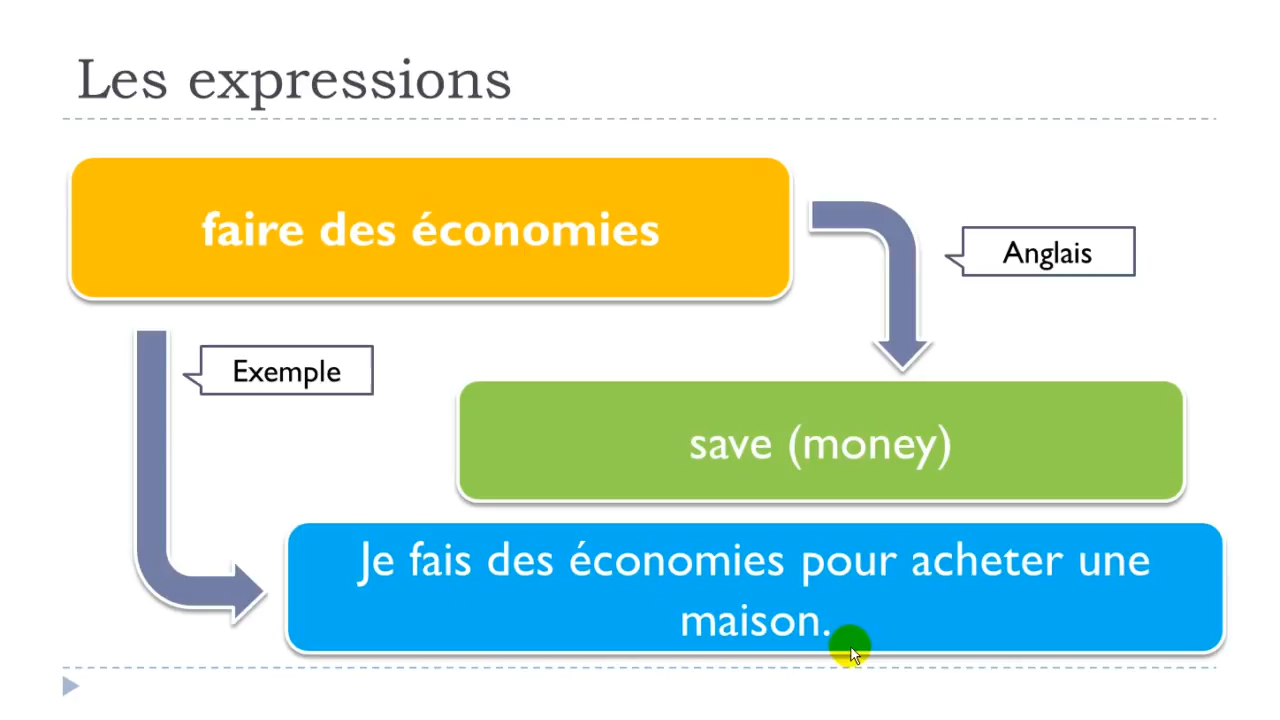 Les expressions
faire des économies
Anglais
Exemple
save (money)
Je fais des économies pour acheter une
maison.